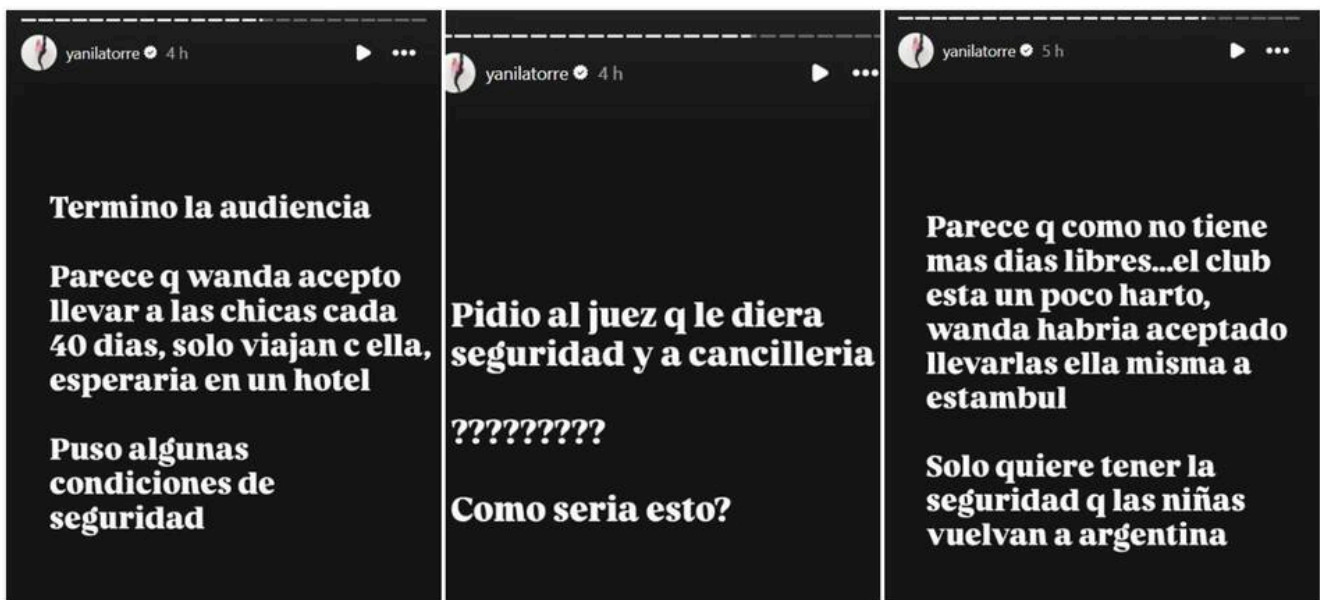 yanilatorre 4 h
Termino la audiencia
Parece q wanda acepto
llevar a las chicas cada
40 dias, solo viajan c ella,
esperaria en un hotel
Puso algunas
condiciones de
seguridad
yanilatorre 4 h
Pidio al juez q le diera
seguridad y a cancilleria
?????????
Como seria esto?
yanilatorre 5 h
Parece q como no tiene
mas dias libres...el club
esta un poco harto,
wanda habria aceptado
llevarlas ella misma a
estambul
Solo quiere tener la
seguridad q las niñas
vuelvan a argentina